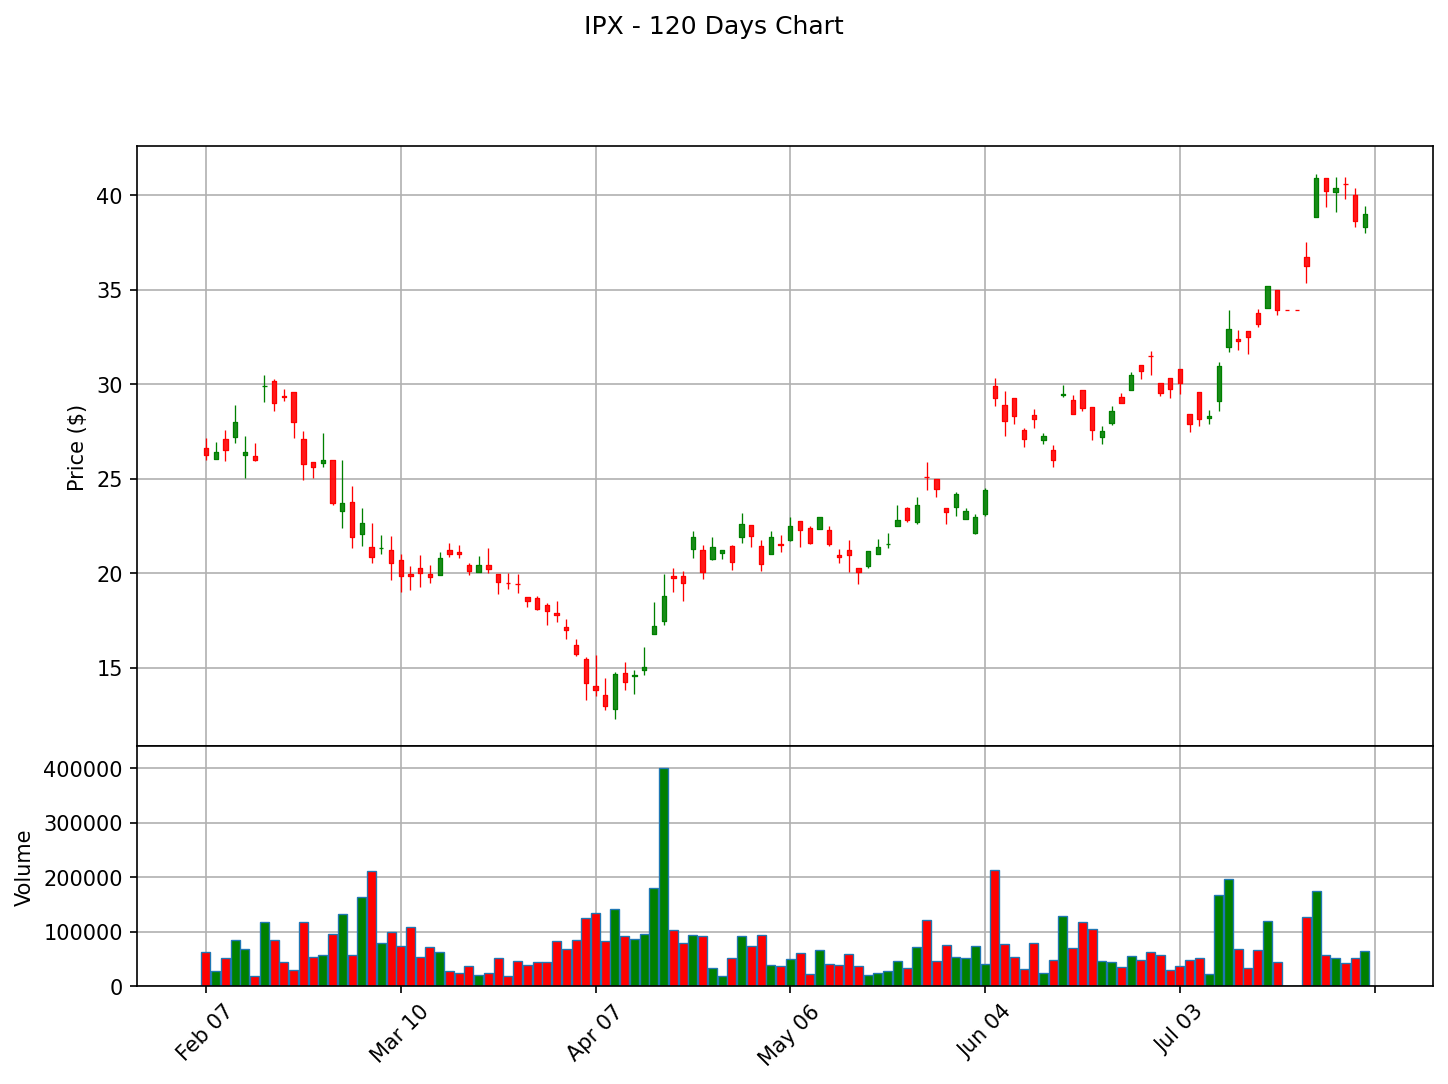 IPX - 120 Days Chart
Price ($)
40
35
30
25
20
15
Volume
400000
300000
200000
100000
0
Feb 07
Mar 10
Apr 07
May 06
Jun 04
Jul 03